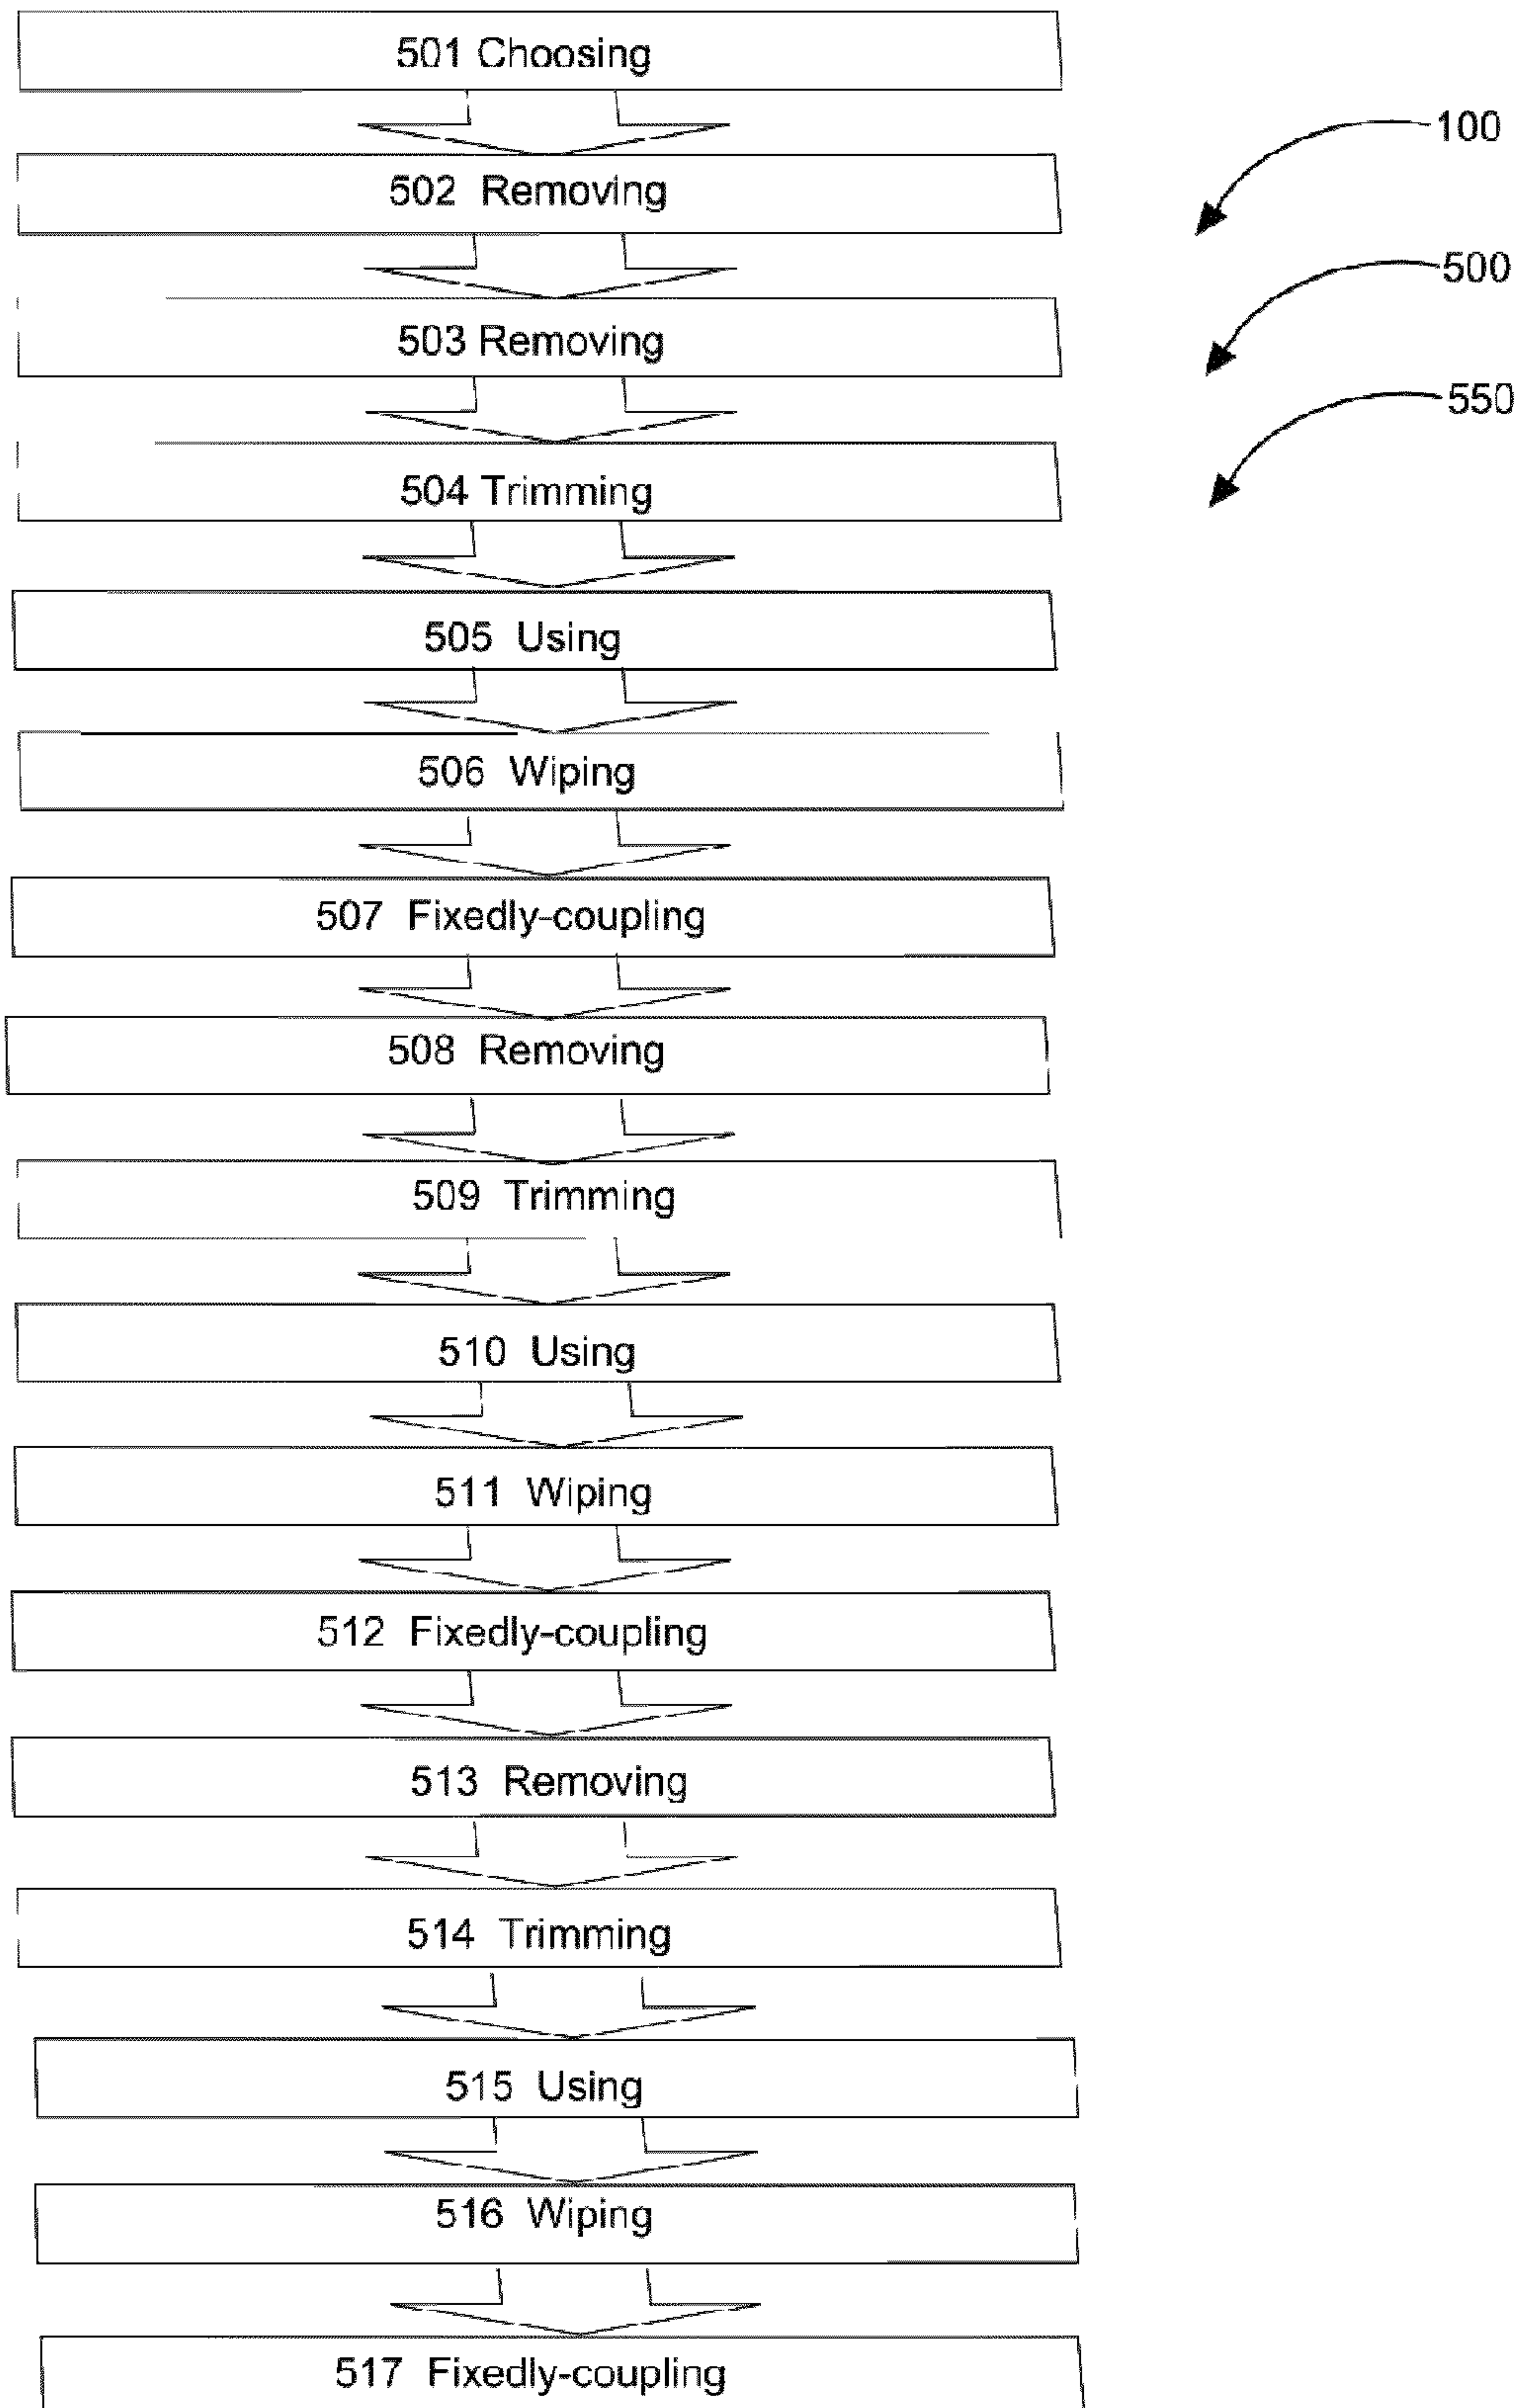 501 Choosing
100
502 Removing
500
503 Removing
550
504 Trimming
505 Using
506 Wiping
507 Fixedly-coupling
508 Removing
509 Trimming
510 Using
511 Wiping
512 Fixedly-coupling
513 Removing
514 Trimming
515 Using
516 Wiping
517 Fixedly-coupling